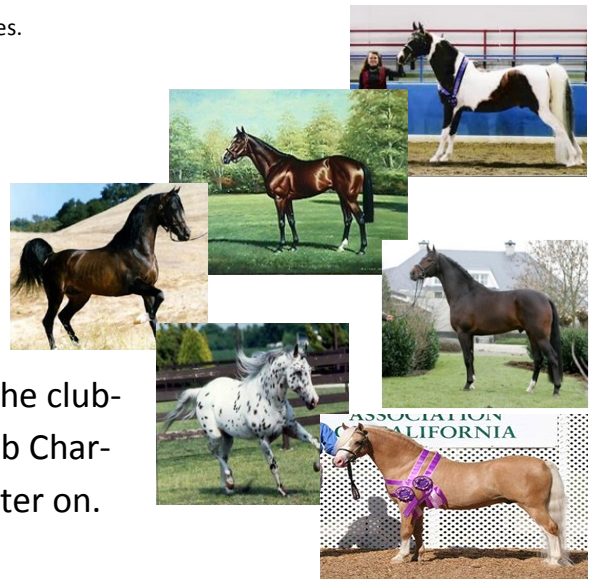 es.
he club-
b Char-
ter on.
ASSOCIATION
CALIFORNIA